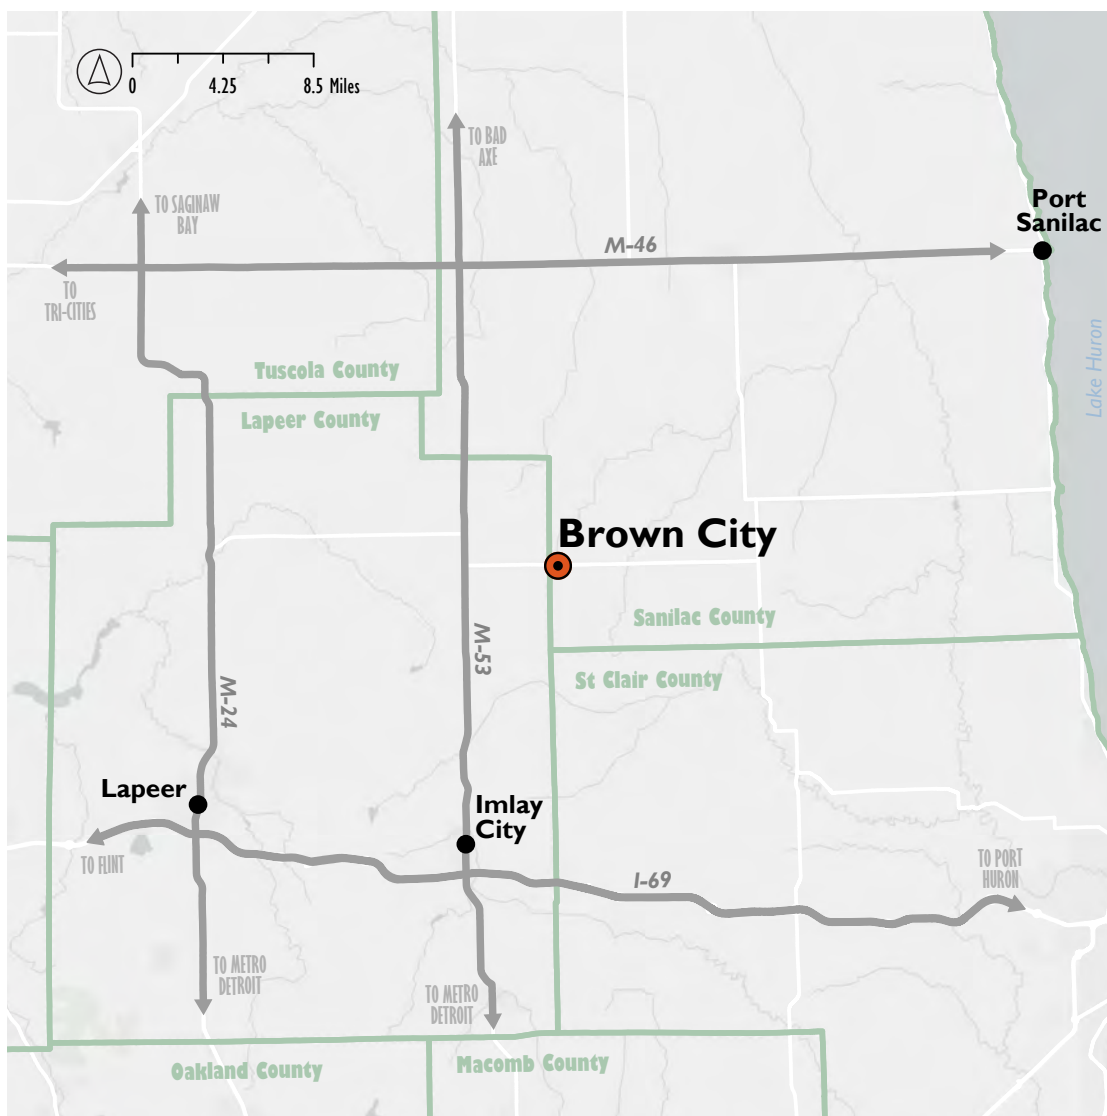 0 4.25 8.5 Miles
TO BAD
AXE
TO SAGINAW
BAY
Port
Sanilac
M-46
TO
TRI-CITIES
Lake Huron
Tuscola County
Lapeer County
Brown City
Sanilac County
M-53
St Clair County
M-24
Lapeer
Imlay
City
TO FLINT
I-69
TO PORT
HURON
TO METRO
DETROIT
TO METRO
DETROIT
Oakland County
Macomb County